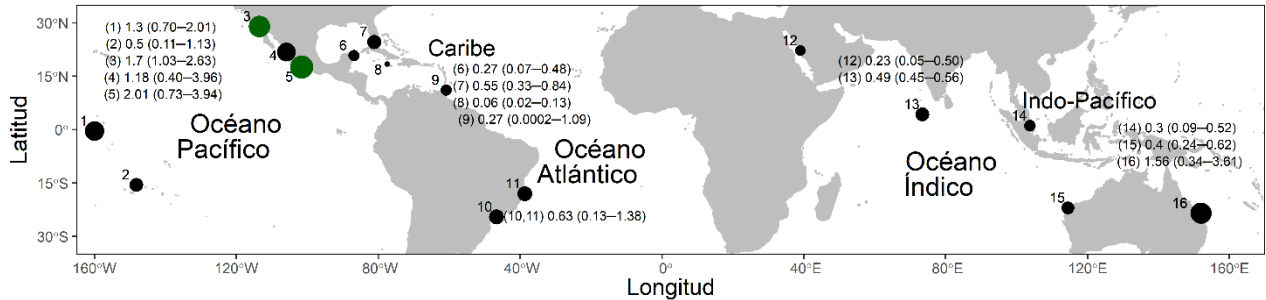 30°N
15°N
0°
15°S
30°S
Latitud
(1) 1.3 (0.70—2.01)
(2) 0.5 (0.11—1.13)
(3) 1.7 (1.03—2.63)
(4) 1.18 (0.40—3.96)
(5) 2.01 (0.73—3.94)
1
2
3
4
5
6
7
8
9
10
11
12
13
14
15
16
Océano
Pacífico
Caribe
(6) 0.27 (0.07—0.48)
(7) 0.55 (0.33—0.84)
(8) 0.06 (0.02—0.13)
(9) 0.27 (0.0002—1.09)
Océano
Atlántico
(10,11) 0.63 (0.13—1.38)
(12) 0.23 (0.05—0.50)
(13) 0.49 (0.45—0.56)
Océano
Índico
Indo-Pacífico
(14) 0.3 (0.09—0.52)
(15) 0.4 (0.24—0.62)
(16) 1.56 (0.34—3.61)
160°W
120°W
80°W
40°W
0°
40°E
80°E
120°E
160°E
Longitud